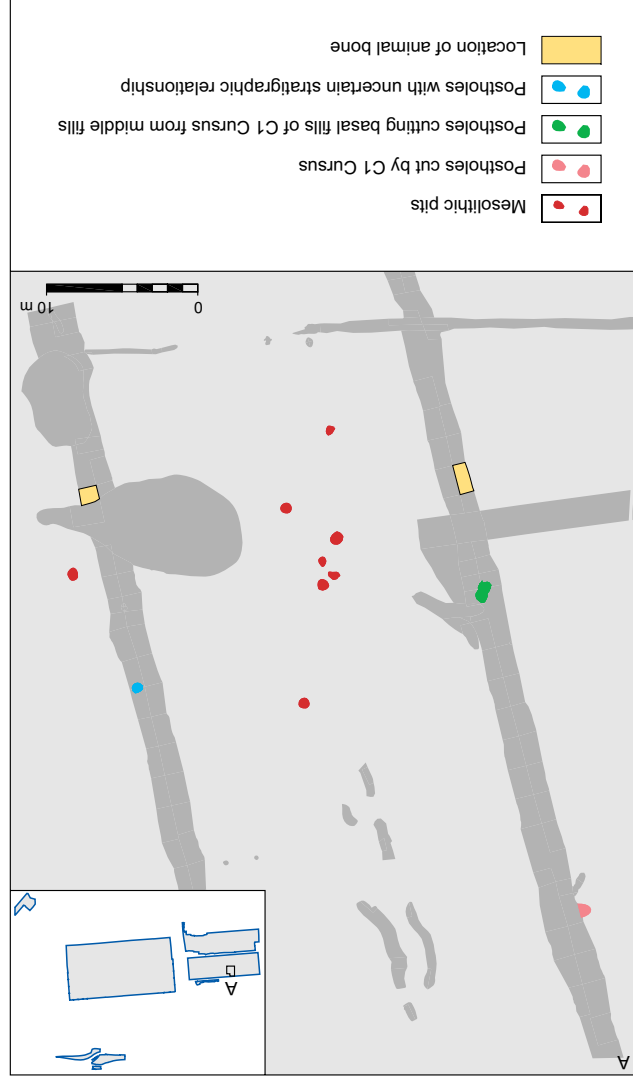 A
A
0
10 m
Mesolithic pits
Postholes cut by C1 Cursus
Postholes cutting basal fills of C1 Cursus from middle fills
Postholes with uncertain stratigraphic relationship
Location of animal bone